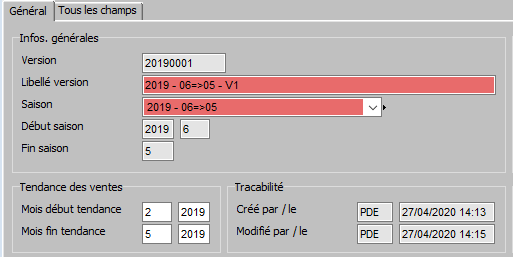 Général Tous les champs
Infos. générales
Version 20190001
Libellé version 2019 - 06=>05 - V1
Saison 2019 - 06=>05
Début saison 2019 6
Fin saison 5
Tendance des ventes
Mois début tendance 2 2019
Mois fin tendance 5 2019
Tracabilité
Créé par / le PDE 27/04/2020 14:13
Modifié par / le PDE 27/04/2020 14:15